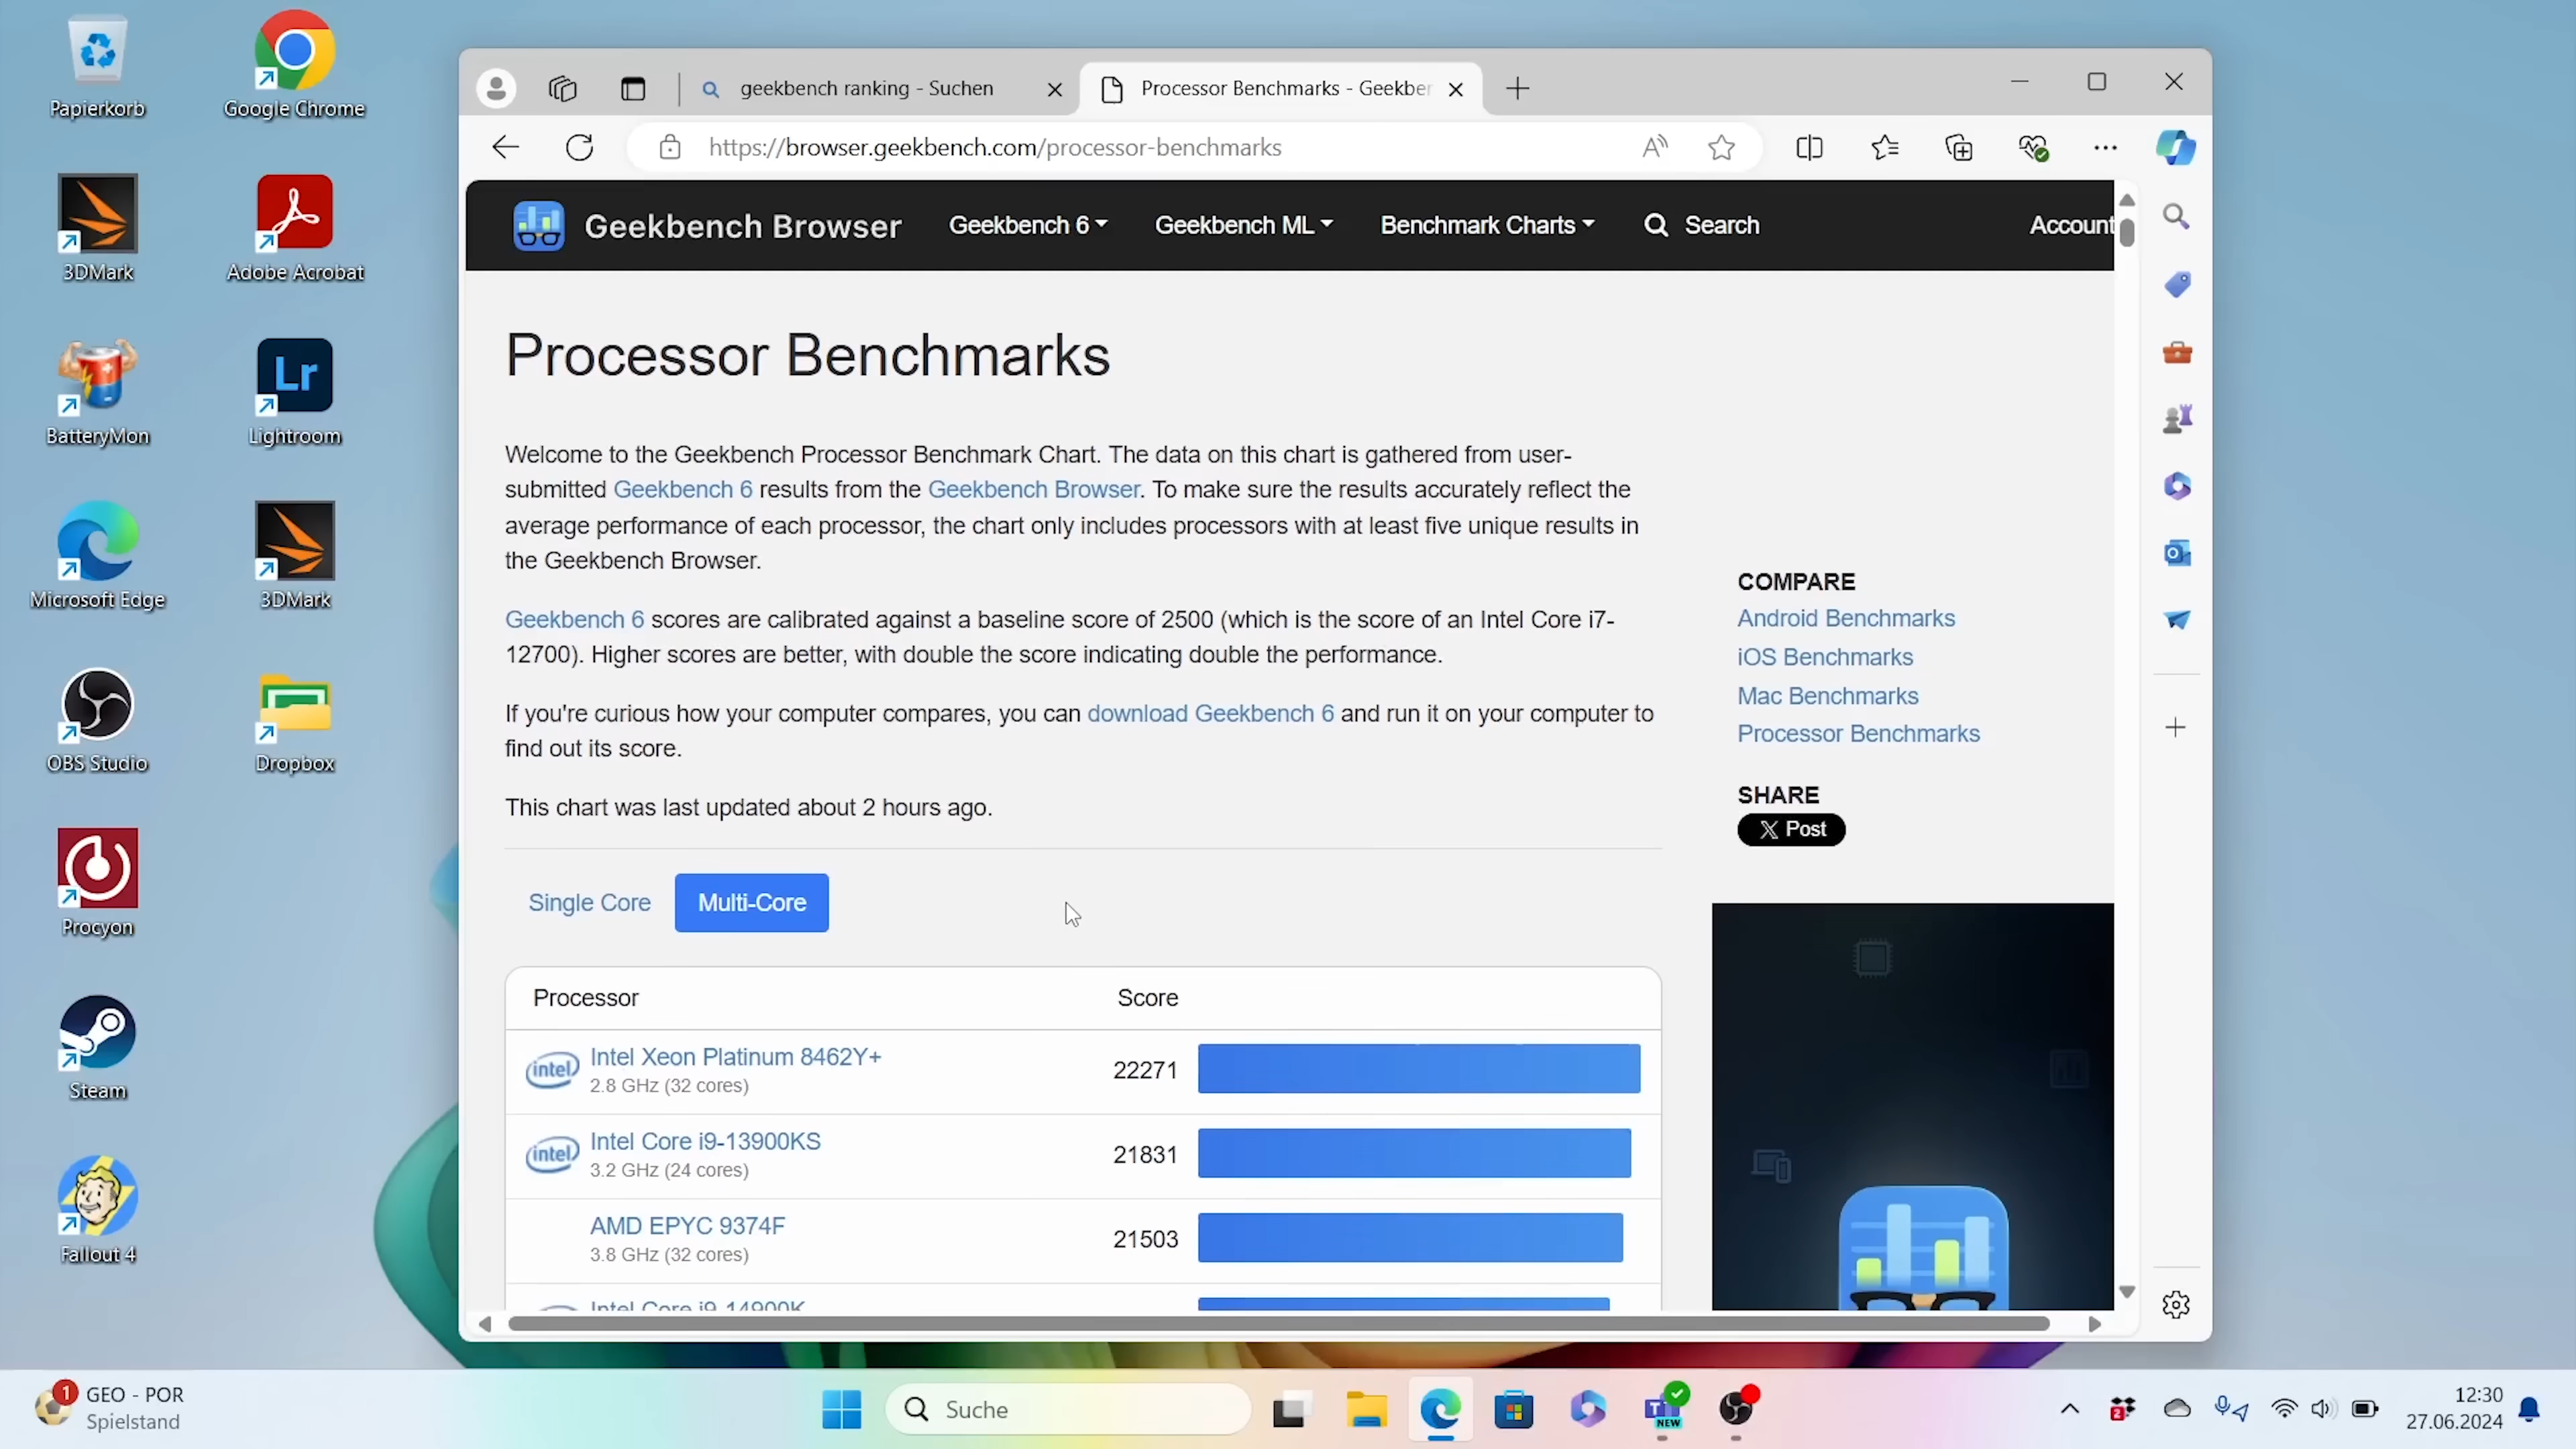 Papierkorb
Google Chrome
3DMark
Adobe Acrobat
BatteryMon
Lr
Lightroom
Microsoft Edge
3DMark
OBS Studio
Dropbox
Procyon
Steam
Fallout 4
geekbench ranking - Suchen
Processor Benchmarks - Geekben
https://browser.geekbench.com/processor-benchmarks
Geekbench Browser
Geekbench 6
Geekbench ML
Benchmark Charts
Search
Account
Processor Benchmarks
Welcome to the Geekbench Processor Benchmark Chart. The data on this chart is gathered from user-
submitted Geekbench 6 results from the Geekbench Browser. To make sure the results accurately reflect the
average performance of each processor, the chart only includes processors with at least five unique results in
the Geekbench Browser.
Geekbench 6 scores are calibrated against a baseline score of 2500 (which is the score of an Intel Core i7-
12700). Higher scores are better, with double the score indicating double the performance.
If you're curious how your computer compares, you can download Geekbench 6 and run it on your computer to
find out its score.
This chart was last updated about 2 hours ago.
COMPARE
Android Benchmarks
iOS Benchmarks
Mac Benchmarks
Processor Benchmarks
SHARE
X Post
Single Core
Multi-Core
Processor Score
intel Intel Xeon Platinum 8462Y+ 22271
2.8 GHz (32 cores)
intel Intel Core i9-13900KS 21831
3.2 GHz (24 cores)
AMD EPYC 9374F 21503
3.8 GHz (32 cores)
Intel Core i9-14900K
1
GEO - POR
Spielstand
Suche
T
NEW
2
12:30
27.06.2024